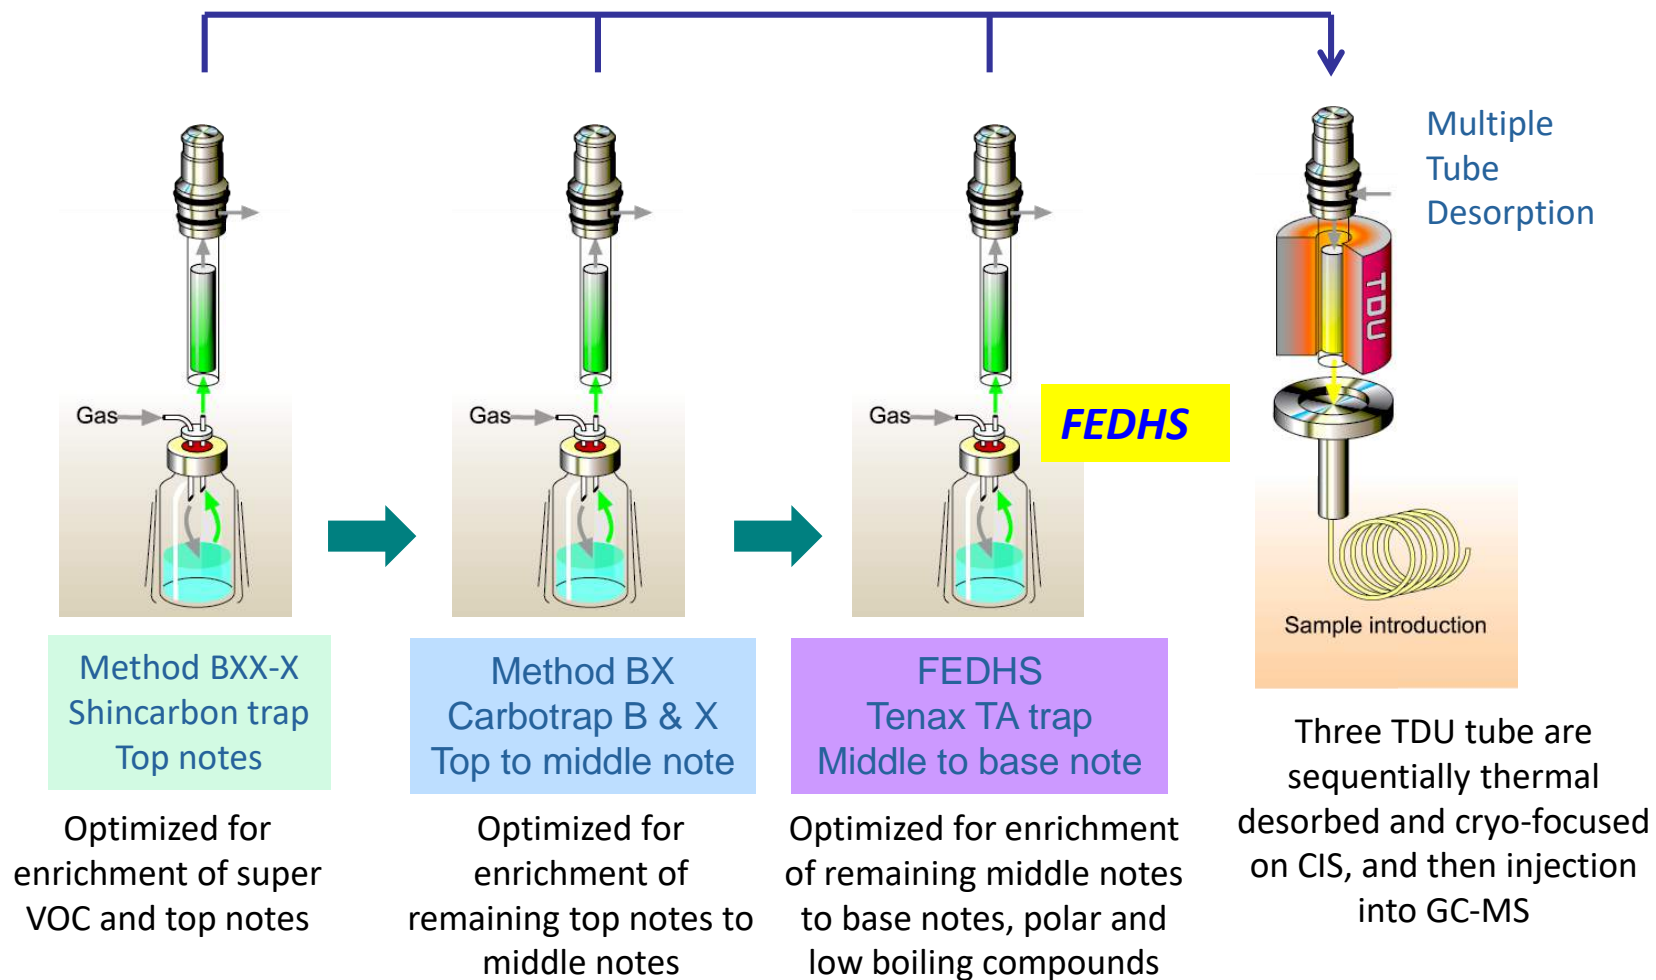 Gas
Method BXX-X
Shincarbon trap
Top notes
Optimized for
enrichment of super
VOC and top notes
Gas
Method BX
Carbotrap B & X
Top to middle note
Optimized for
enrichment of
remaining top notes to
middle notes
Gas
FEDHS
FEDHS
Tenax TA trap
Middle to base note
Optimized for enrichment
of remaining middle notes
to base notes, polar and
low boiling compounds
Multiple
Tube
Desorption
TDU
Sample introduction
Three TDU tube are
sequentially thermal
desorbed and cryo-focused
on CIS, and then injection
into GC-MS